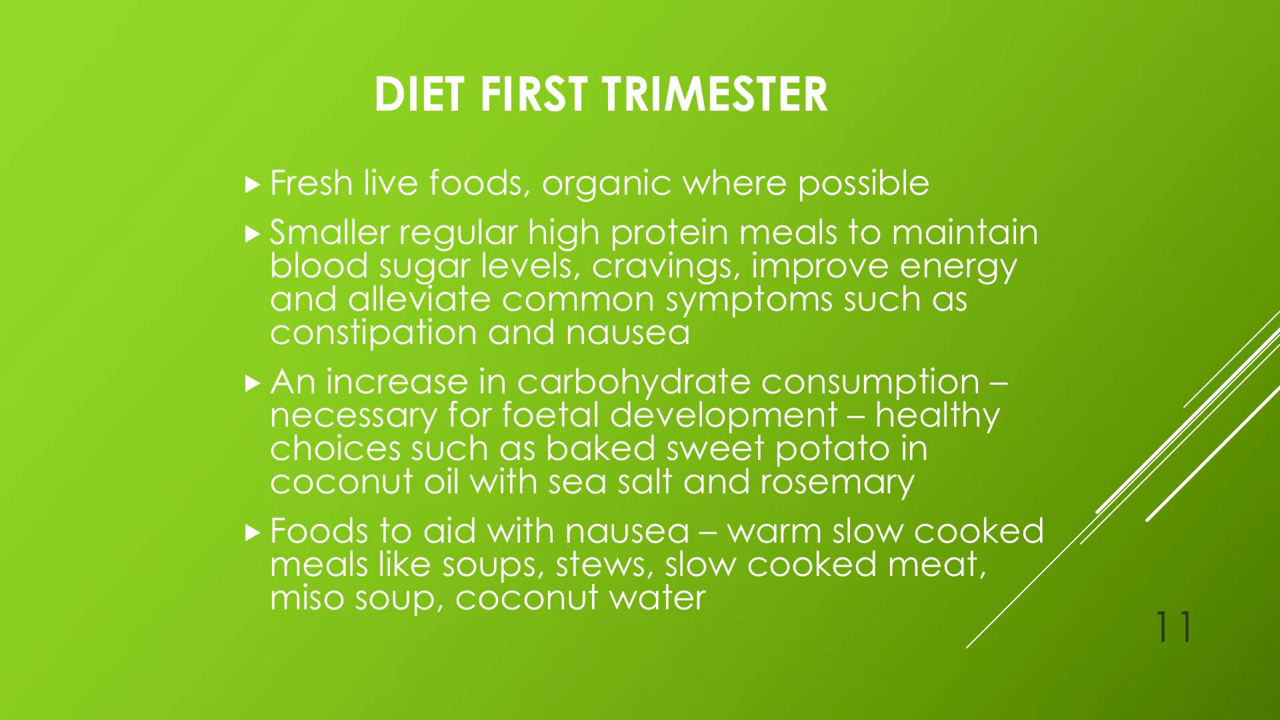 DIET FIRST TRIMESTER
Fresh live foods, organic where possible
Smaller regular high protein meals to maintain
blood sugar levels, cravings, improve energy
and alleviate common symptoms such as
constipation and nausea
An increase in carbohydrate consumption –
necessary for foetal development – healthy
choices such as baked sweet potato in
coconut oil with sea salt and rosemary
Foods to aid with nausea – warm slow cooked
meals like soups, stews, slow cooked meat,
miso soup, coconut water
11